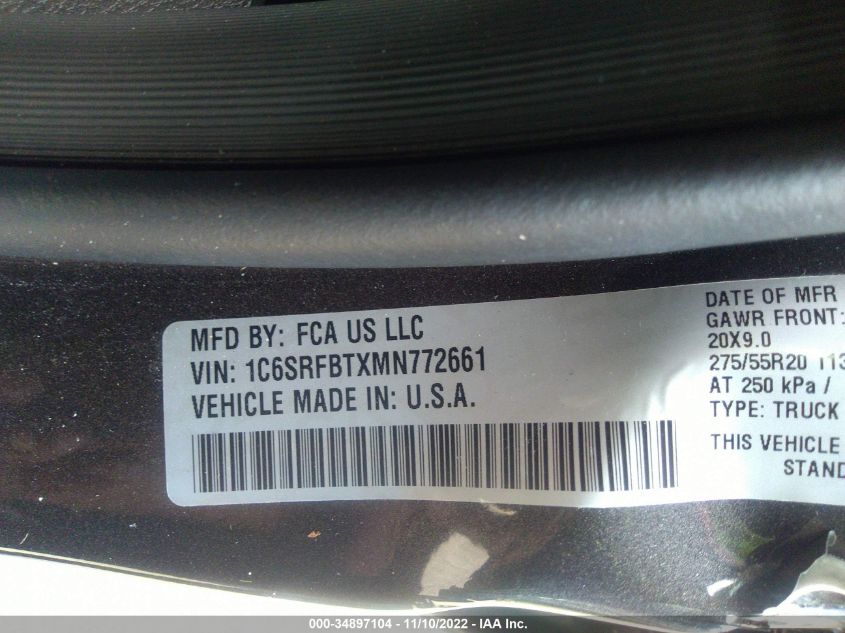 MFD BY: FCA US LLC
VIN: 1C6SRFBTXMN772661
VEHICLE MADE IN: U.S.A.
DATE OF MFR
GAWR FRONT:
20X9.0
275/55R20 113
AT 250 kPa /
TYPE: TRUCK
THIS VEHICLE
STAND
000-34897104 - 11/10/2022 - IAA Inc.